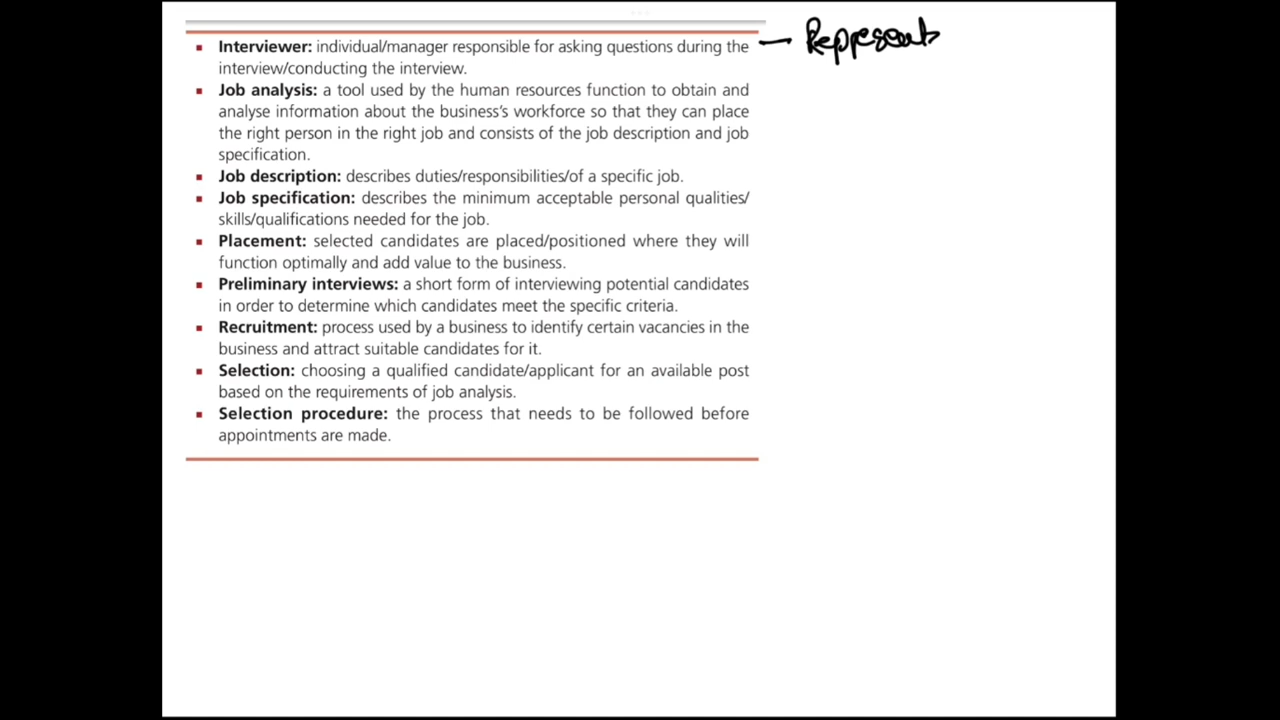 ▪ Interviewer: individual/manager responsible for asking questions during the — Represents
interview/conducting the interview.
▪ Job analysis: a tool used by the human resources function to obtain and
analyse information about the business's workforce so that they can place
the right person in the right job and consists of the job description and job
specification.
▪ Job description: describes duties/responsibilities/of a specific job.
▪ Job specification: describes the minimum acceptable personal qualities/
skills/qualifications needed for the job.
▪ Placement: selected candidates are placed/positioned where they will
function optimally and add value to the business.
▪ Preliminary interviews: a short form of interviewing potential candidates
in order to determine which candidates meet the specific criteria.
▪ Recruitment: process used by a business to identify certain vacancies in the
business and attract suitable candidates for it.
▪ Selection: choosing a qualified candidate/applicant for an available post
based on the requirements of job analysis.
▪ Selection procedure: the process that needs to be followed before
appointments are made.